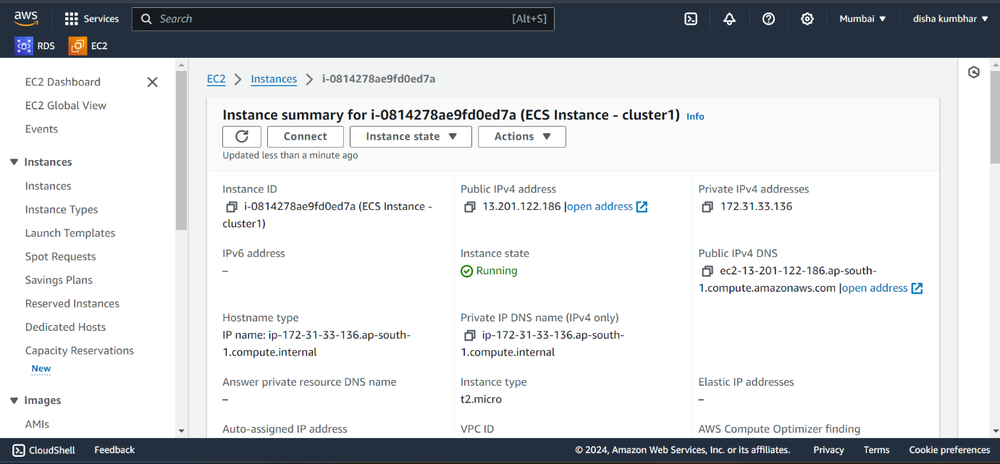 aws
Services
Search
[Alt+S]
Mumbai ▼
disha kumbhar ▼
RDS
EC2
EC2 Dashboard
EC2 Global View
Events
Instances
Instances
Instance Types
Launch Templates
Spot Requests
Savings Plans
Reserved Instances
Dedicated Hosts
Capacity Reservations
New
Images
AMIs
EC2 > Instances > i-0814278ae9fd0ed7a
Instance summary for i-0814278ae9fd0ed7a (ECS Instance - cluster1) Info
Connect
Instance state ▼
Actions ▼
Updated less than a minute ago
Instance ID
i-0814278ae9fd0ed7a (ECS Instance -
cluster1)
Public IPv4 address
13.201.122.186 |open address
Private IPv4 addresses
172.31.33.136
IPv6 address
–
Instance state
Running
Public IPv4 DNS
ec2-13-201-122-186.ap-south-
1.compute.amazonaws.com |open address
Hostname type
IP name: ip-172-31-33-136.ap-south-
1.compute.internal
Private IP DNS name (IPv4 only)
ip-172-31-33-136.ap-south-
1.compute.internal
Answer private resource DNS name
–
Instance type
t2.micro
Elastic IP addresses
–
Auto-assigned IP address
VPC ID
AWS Compute Optimizer finding
CloudShell
Feedback
© 2024, Amazon Web Services, Inc. or its affiliates.
Privacy
Terms
Cookie preferences